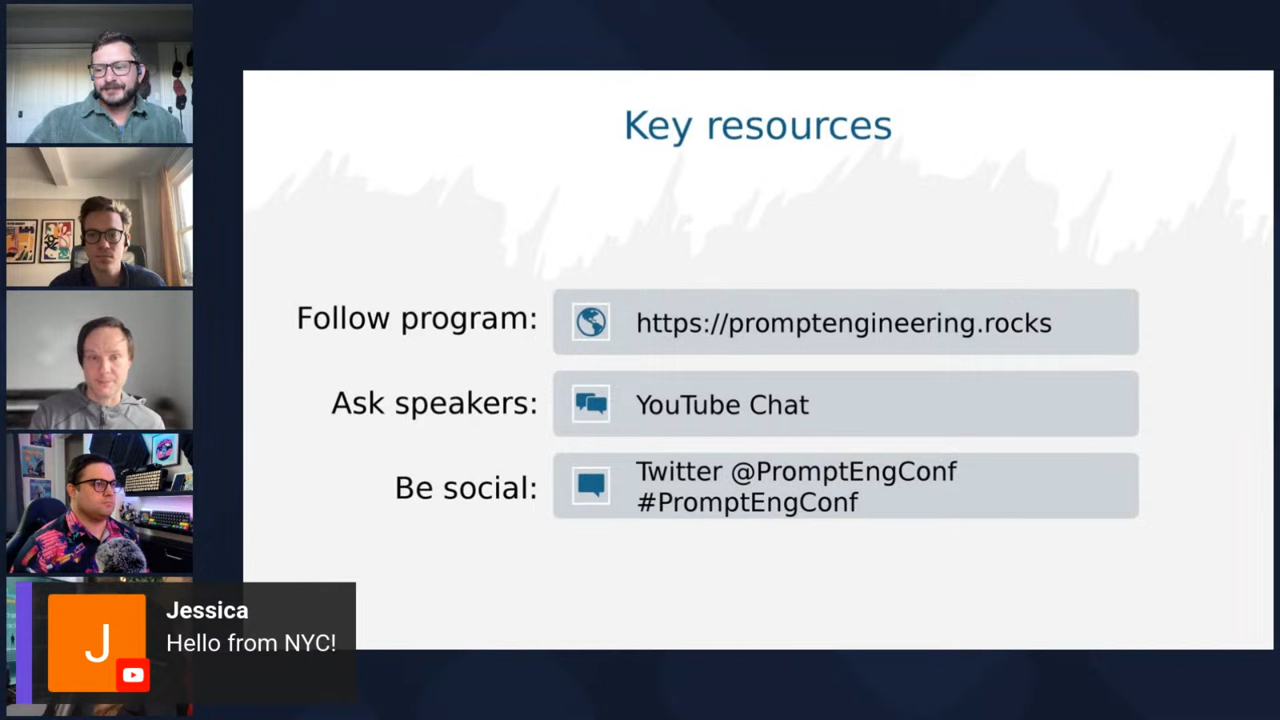 Key resources
Follow program:
https://promptengineering.rocks
Ask speakers:
YouTube Chat
Be social:
Twitter @PromptEngConf
#PromptEngConf
J
Jessica
Hello from NYC!